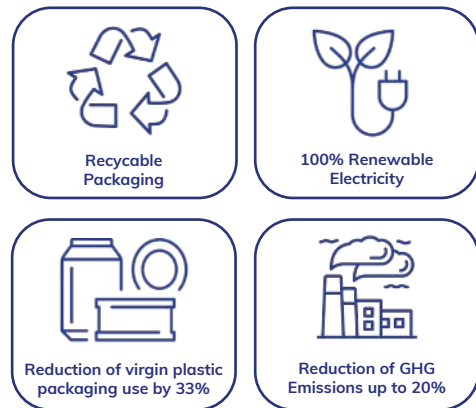 Recycable
Packaging
100% Renewable
Electricity
Reduction of virgin plastic
packaging use by 33%
Reduction of GHG
Emissions up to 20%